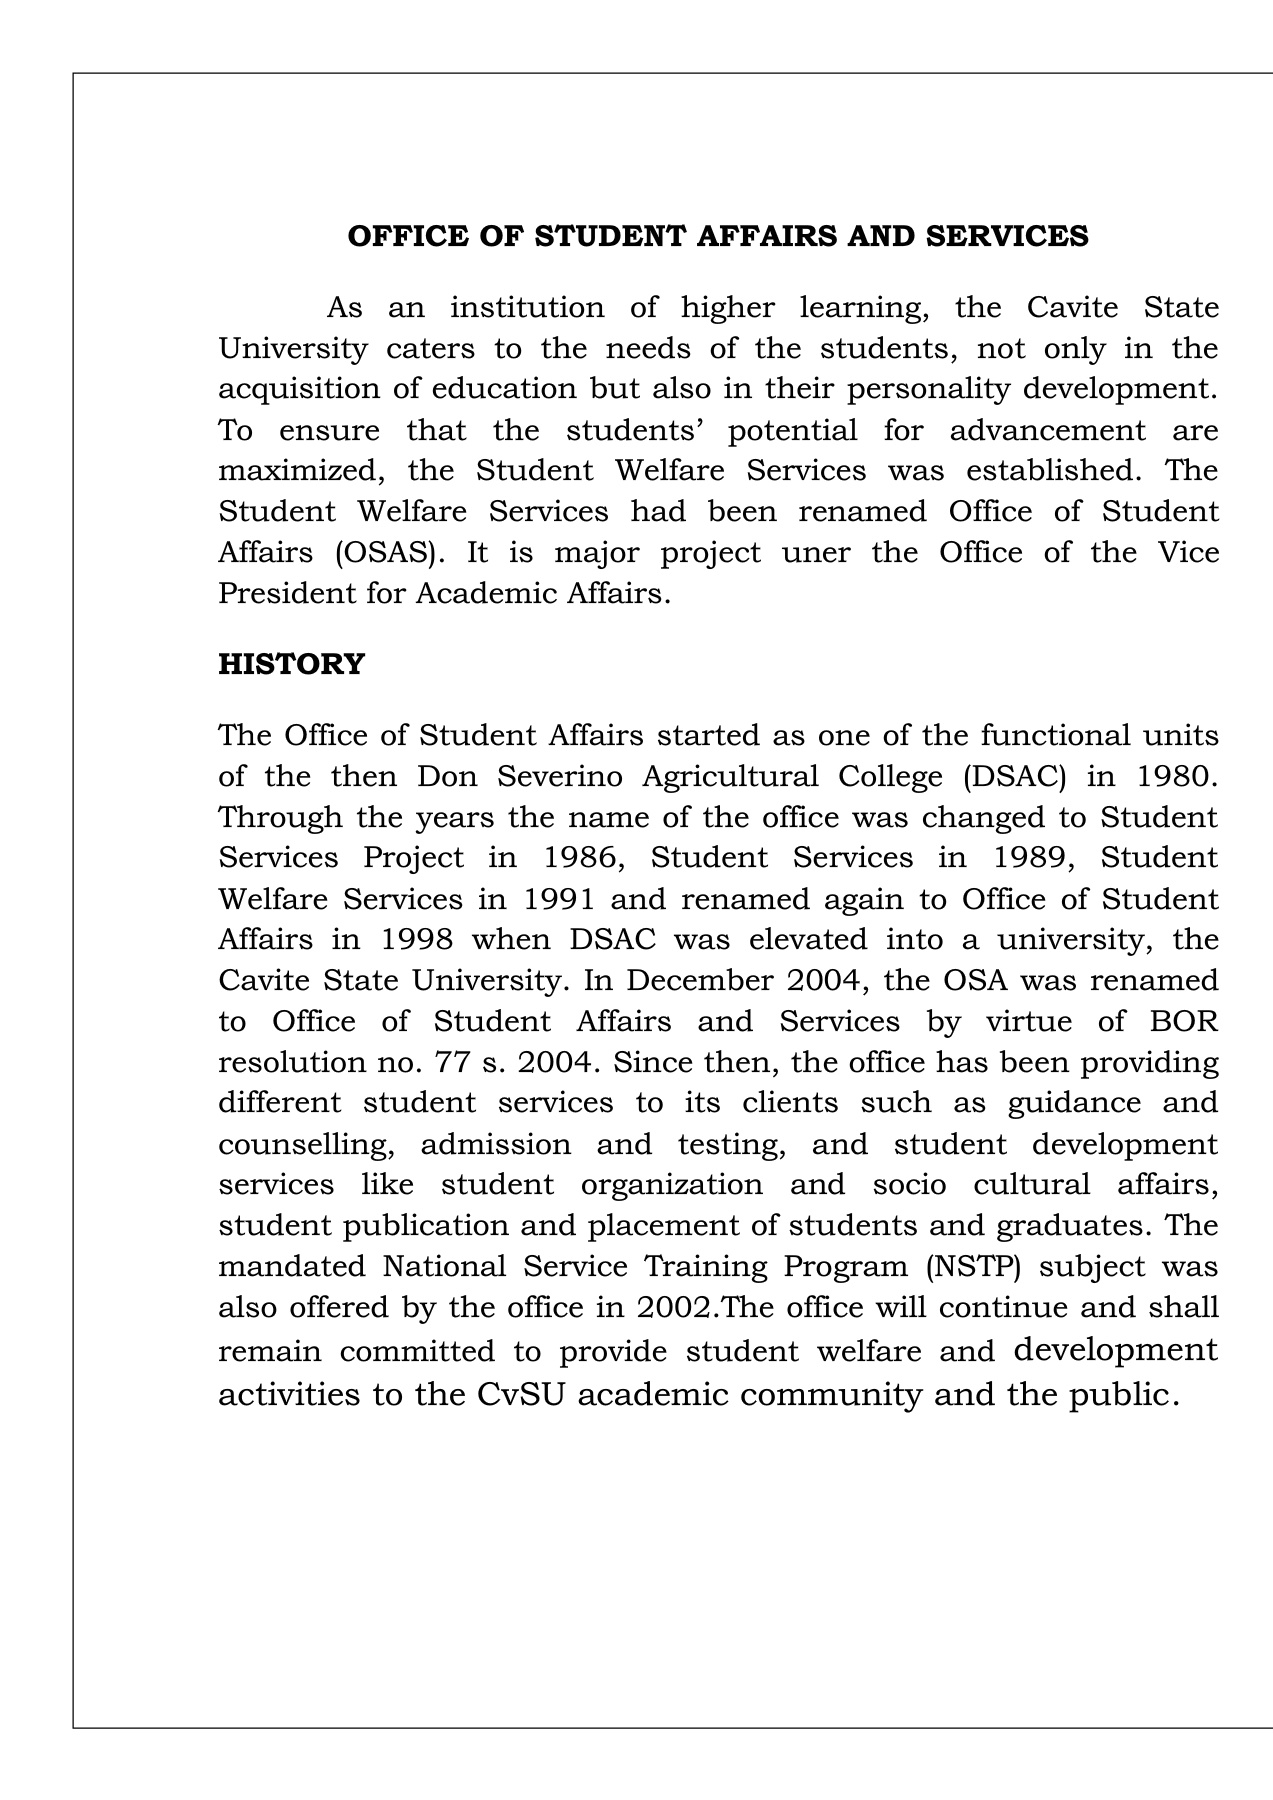 OFFICE OF STUDENT AFFAIRS AND SERVICES
As an institution of higher learning, the Cavite State
University caters to the needs of the students, not only in the
acquisition of education but also in their personality development.
To ensure that the students’ potential for advancement are
maximized, the Student Welfare Services was established. The
Student Welfare Services had been renamed Office of Student
Affairs (OSAS). It is major project uner the Office of the Vice
President for Academic Affairs.
HISTORY
The Office of Student Affairs started as one of the functional units
of the then Don Severino Agricultural College (DSAC) in 1980.
Through the years the name of the office was changed to Student
Services Project in 1986, Student Services in 1989, Student
Welfare Services in 1991 and renamed again to Office of Student
Affairs in 1998 when DSAC was elevated into a university, the
Cavite State University. In December 2004, the OSA was renamed
to Office of Student Affairs and Services by virtue of BOR
resolution no. 77 s. 2004. Since then, the office has been providing
different student services to its clients such as guidance and
counselling, admission and testing, and student development
services like student organization and socio cultural affairs,
student publication and placement of students and graduates. The
mandated National Service Training Program (NSTP) subject was
also offered by the office in 2002.The office will continue and shall
remain committed to provide student welfare and development
activities to the CvSU academic community and the public.